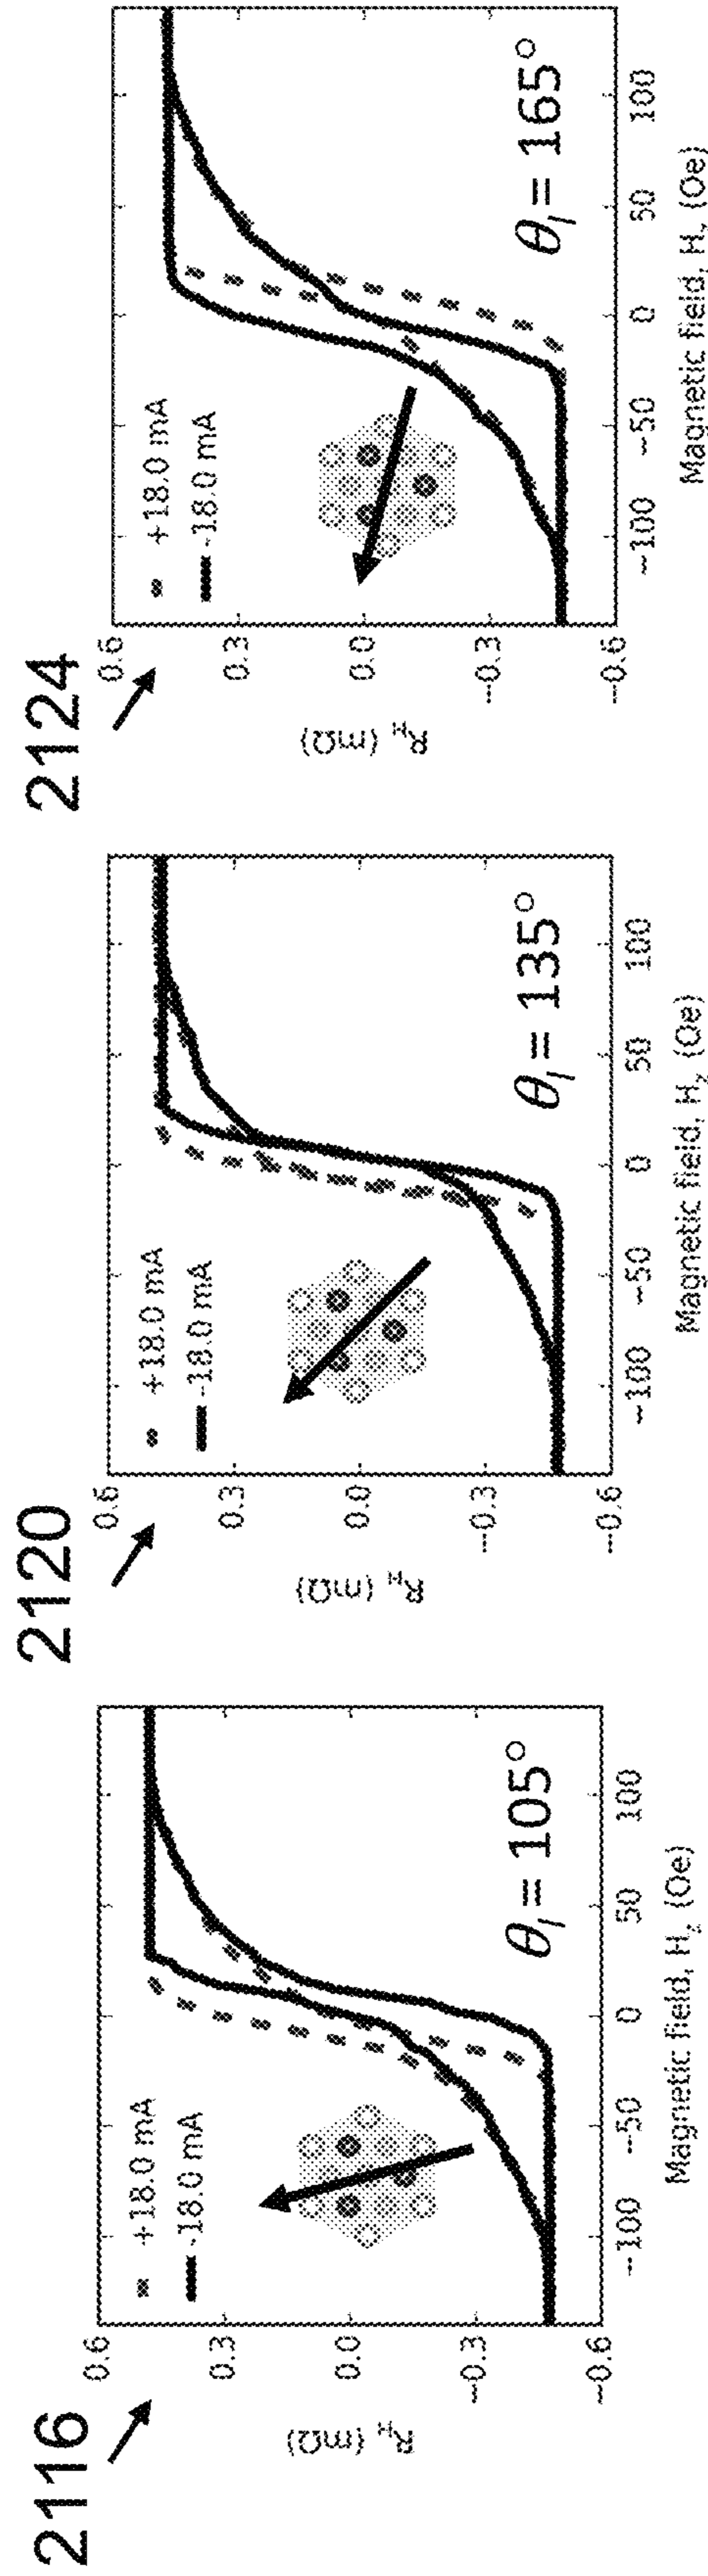 2116
0.6
0.3
0.0
−0.3
−0.6
R_H (mΩ)
+18.0 mA
-18.0 mA
θ_I = 105°
−100
−50
0
50
100
Magnetic field, H_z (Oe)
2120
0.6
0.3
0.0
−0.3
−0.6
R_H (mΩ)
+18.0 mA
-18.0 mA
θ_I = 135°
−100
−50
0
50
100
Magnetic field, H_z (Oe)
2124
0.6
0.3
0.0
−0.3
−0.6
R_H (mΩ)
+18.0 mA
-18.0 mA
θ_I = 165°
−100
−50
0
50
100
Magnetic field, H_z (Oe)